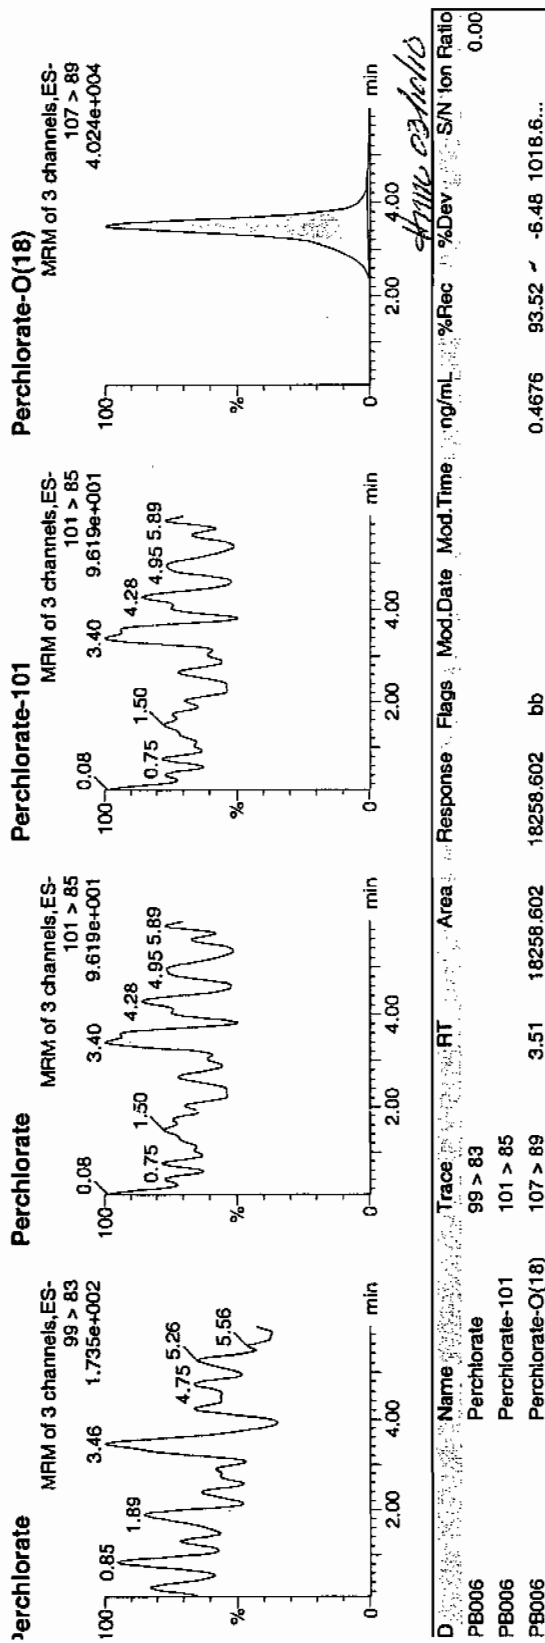 Perchlorate
MRM of 3 channels,ES-
99 > 83
1.735e+002
100
%
0
0.85
1.89
3.46
4.75
5.26
5.56
2.00
4.00
min
Perchlorate
MRM of 3 channels,ES-
101 > 85
9.619e+001
100
%
0
0.08
0.75
1.50
3.40
4.28
4.95
5.89
2.00
4.00
min
Perchlorate-101
MRM of 3 channels,ES-
101 > 85
9.619e+001
100
%
0
0.08
0.75
1.50
3.40
4.28
4.95
5.89
2.00
4.00
min
Perchlorate-O(18)
MRM of 3 channels,ES-
107 > 89
4.024e+004
100
%
0
2.00
4.00
min
D Name Trace RT Area Response Flags Mod.Date Mod.Time ng/mL %Rec %Dev S/N Ion Ratio
PB006 Perchlorate 99 > 83 0.00
PB006 Perchlorate-101 101 > 85
PB006 Perchlorate-O(18) 107 > 89 3.51 18258.602 18258.602 bb 0.4676 93.52 -6.48 1018.6...